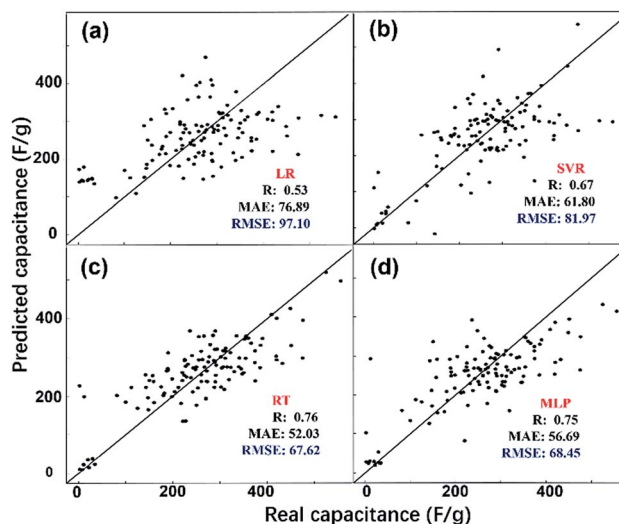 (a)
LR
R: 0.53
MAE: 76.89
RMSE: 97.10
(b)
SVR
R: 0.67
MAE: 61.80
RMSE: 81.97
(c)
RT
R: 0.76
MAE: 52.03
RMSE: 67.62
(d)
MLP
R: 0.75
MAE: 56.69
RMSE: 68.45
Predicted capacitance (F/g)
400
200
0
400
200
0
0 200 400 0 200 400
Real capacitance (F/g)